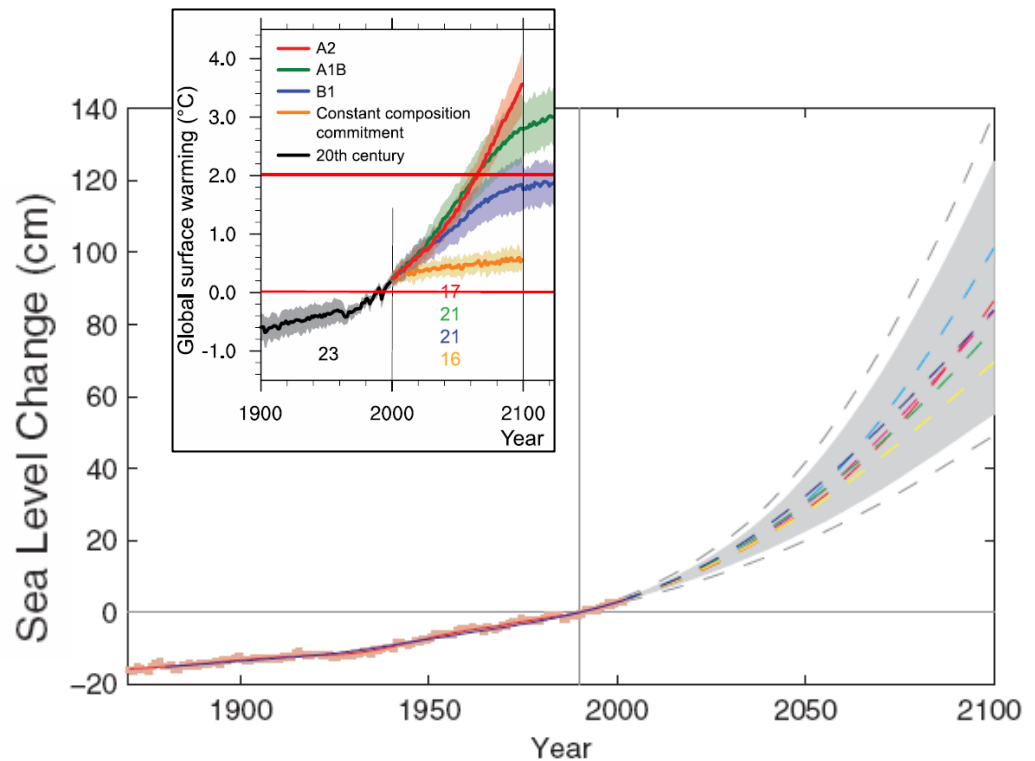 A2
A1B
B1
Constant composition
commitment
20th century
Global surface warming (°C)
4.0
3.0
2.0
1.0
0.0
-1.0
17
21
21
16
23
1900
2000
2100
Year
Sea Level Change (cm)
140
120
100
80
60
40
20
0
−20
1900
1950
2000
2050
2100
Year